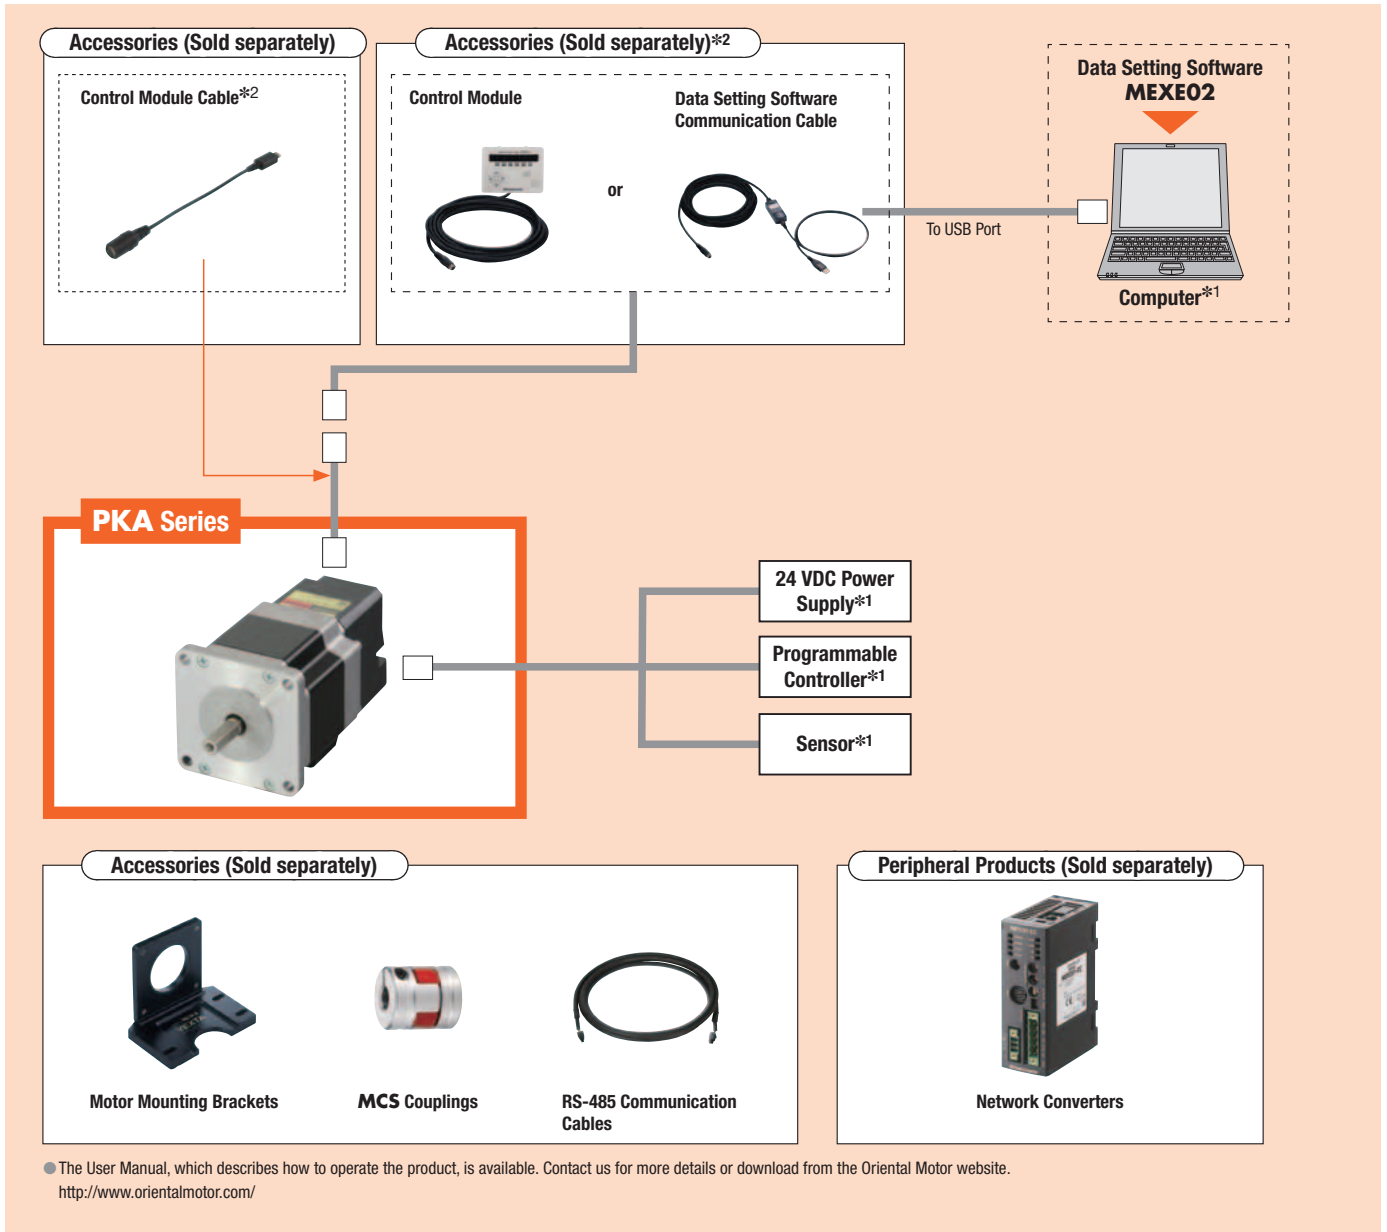 Accessories (Sold separately)
Control Module Cable*2
Accessories (Sold separately)*2
Control Module
or
Data Setting Software
Communication Cable
To USB Port
Data Setting Software
MEXE02
Computer*1
PKA Series
24 VDC Power
Supply*1
Programmable
Controller*1
Sensor*1
Accessories (Sold separately)
Motor Mounting Brackets
MCS Couplings
RS-485 Communication
Cables
Peripheral Products (Sold separately)
Network Converters
● The User Manual, which describes how to operate the product, is available. Contact us for more details or download from the Oriental Motor website.
http://www.orientalmotor.com/